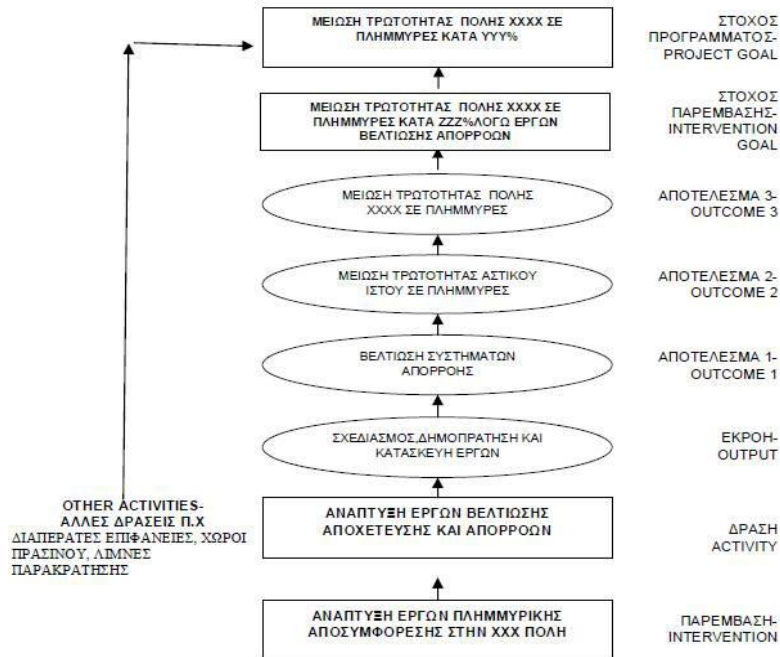 ΜΕΙΩΣΗ ΤΡΩΤΟΤΗΤΑΣ ΠΟΛΗΣ ΧΧΧΧ ΣΕ
ΠΛΗΜΜΥΡΕΣ ΚΑΤΑ ΥΥΥ%
ΣΤΟΧΟΣ
ΠΡΟΓΡΑΜΜΑΤΟΣ-
PROJECT GOAL
ΜΕΙΩΣΗ ΤΡΩΤΟΤΗΤΑΣ ΠΟΛΗΣ ΧΧΧΧ ΣΕ
ΠΛΗΜΜΥΡΕΣ ΚΑΤΑ ΖΖΖ%ΛΟΓΩ ΕΡΓΩΝ
ΒΕΛΤΙΩΣΗΣ ΑΠΟΡΡΟΩΝ
ΣΤΟΧΟΣ
ΠΑΡΕΜΒΑΣΗΣ-
INTERVENTION
GOAL
ΜΕΙΩΣΗ ΤΡΩΤΟΤΗΤΑΣ ΠΟΛΗΣ
ΧΧΧΧ ΣΕ ΠΛΗΜΜΥΡΕΣ
ΑΠΟΤΕΛΕΣΜΑ 3-
OUTCOME 3
ΜΕΙΩΣΗ ΤΡΩΤΟΤΗΤΑΣ ΑΣΤΙΚΟΥ
ΙΣΤΟΥ ΣΕ ΠΛΗΜΜΥΡΕΣ
ΑΠΟΤΕΛΕΣΜΑ 2-
OUTCOME 2
ΒΕΛΤΙΩΣΗ ΣΥΣΤΗΜΑΤΩΝ
ΑΠΟΡΡΟΗΣ
ΑΠΟΤΕΛΕΣΜΑ 1-
OUTCOME 1
ΣΧΕΔΙΑΣΜΟΣ,ΔΗΜΟΠΡΑΤΗΣΗ ΚΑΙ
ΚΑΤΑΣΚΕΥΗ ΕΡΓΩΝ
ΕΚΡΟΗ-
OUTPUT
OTHER ACTIVITIES-
ΑΛΛΕΣ ΔΡΑΣΕΙΣ Π.Χ
ΔΙΑΠΕΡΑΤΕΣ ΕΠΙΦΑΝΕΙΕΣ, ΧΩΡΟΙ
ΠΡΑΣΙΝΟΥ, ΛΙΜΝΕΣ
ΠΑΡΑΚΡΑΤΗΣΗΣ
ΑΝΑΠΤΥΞΗ ΕΡΓΩΝ ΒΕΛΤΙΩΣΗΣ
ΑΠΟΧΕΤΕΥΣΗΣ ΚΑΙ ΑΠΟΡΡΟΩΝ
ΔΡΑΣΗ
ACTIVITY
ΑΝΑΠΤΥΞΗ ΕΡΓΩΝ ΠΛΗΜΜΥΡΙΚΗΣ
ΑΠΟΣΥΜΦΟΡΕΣΗΣ ΣΤΗΝ ΧΧΧ ΠΟΛΗ
ΠΑΡΕΜΒΑΣΗ-
INTERVENTION